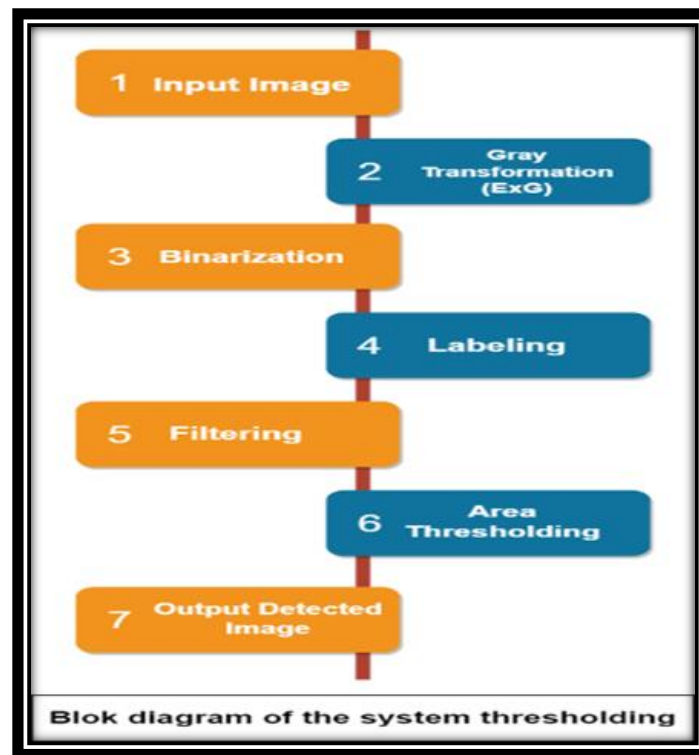 1 Input Image
2 Gray
Transformation
(ExG)
3 Binarization
4 Labeling
5 Filtering
6 Area
Thresholding
7 Output Detected
Image
Blok diagram of the system thresholding